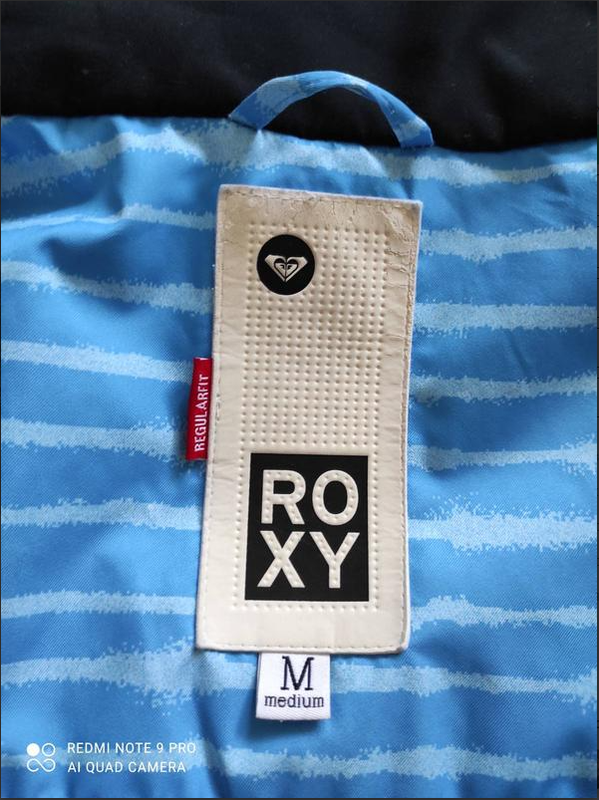 REGULARFIT
RO
XY
M
medium
REDMI NOTE 9 PRO
AI QUAD CAMERA